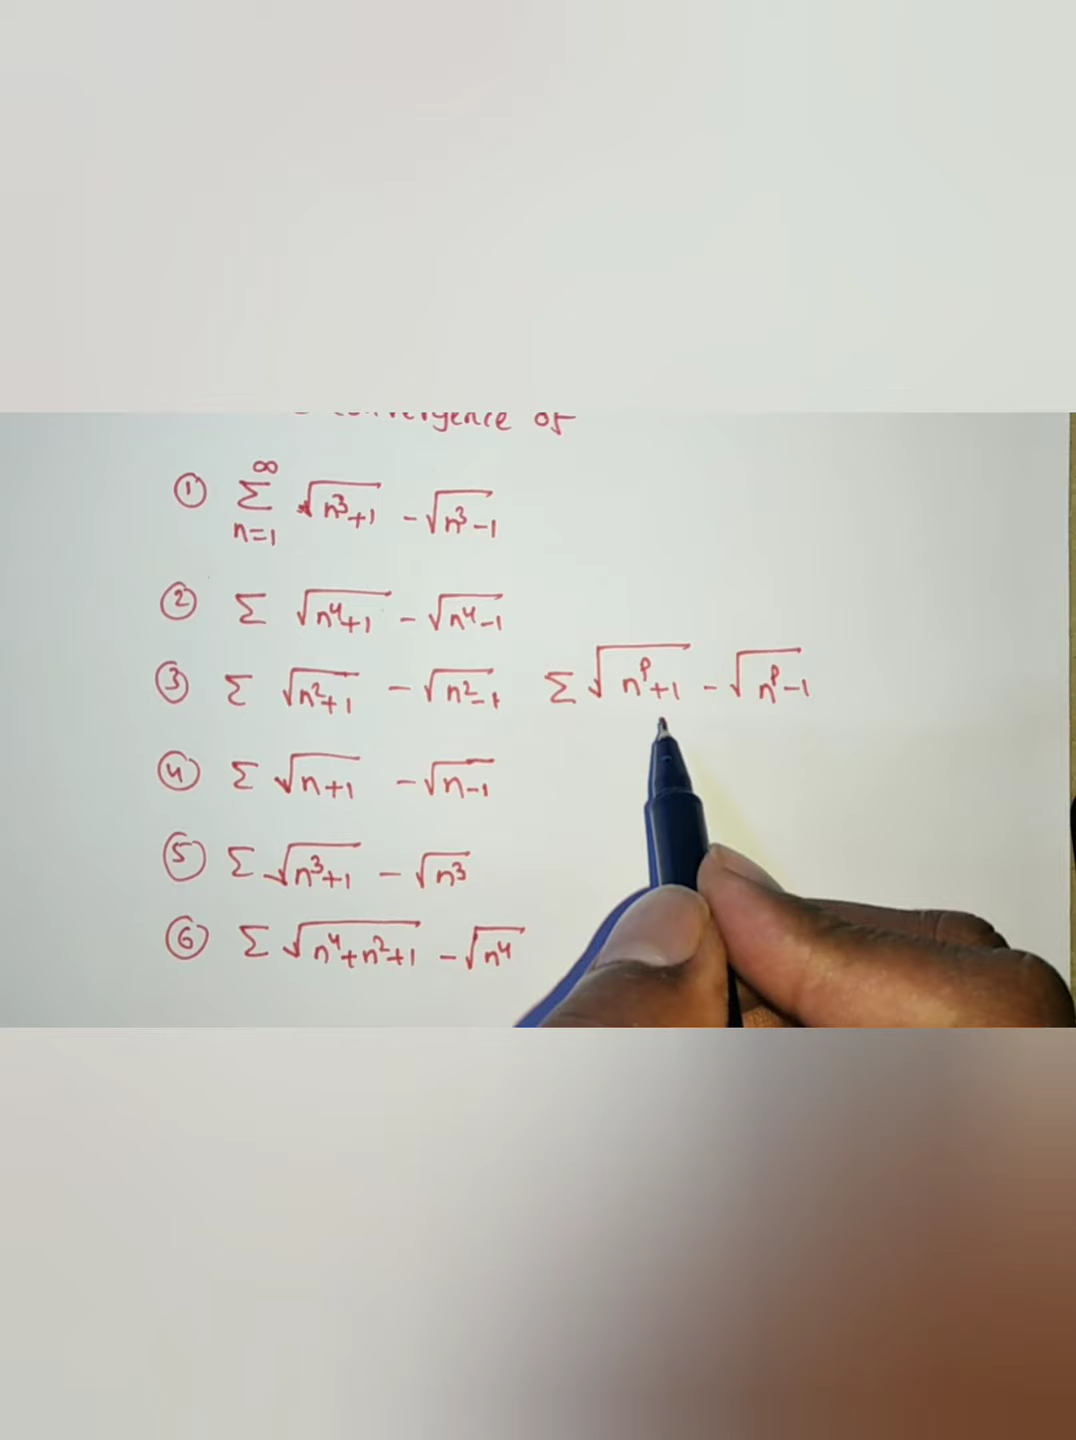 convergence of
① ∞ Σ n=1 √(n³+1) - √(n³-1)
② Σ √(n⁴+1) - √(n⁴-1)
③ Σ √(n²+1) - √(n²-1) Σ √(nᵖ+1) - √(nᵖ-1)
④ Σ √(n+1) - √(n-1)
⑤ Σ √(n³+1) - √(n³)
⑥ Σ √(n⁴+n²+1) - √(n⁴)